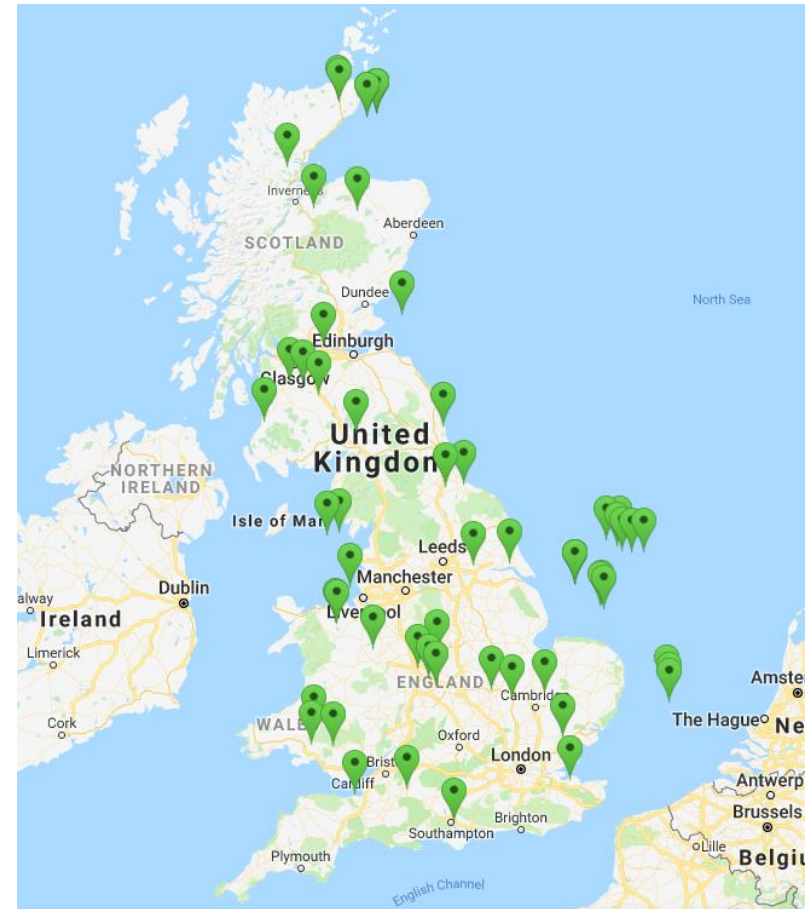 Inverness
Aberdeen
SCOTLAND
Dundee
North Sea
Edinburgh
Glasgow
United
Kingdom
NORTHERN
IRELAND
Isle of Man
Leeds
Manchester
Dublin
Liverpool
alway
Ireland
Limerick
Amste
ENGLAND
Cambridge
Cork
WALES
The Hague
Ne
Oxford
London
Bristol
Cardiff
Antwerp
Brussels
Brighton
Southampton
Lille
Belgiu
Plymouth
English Channel